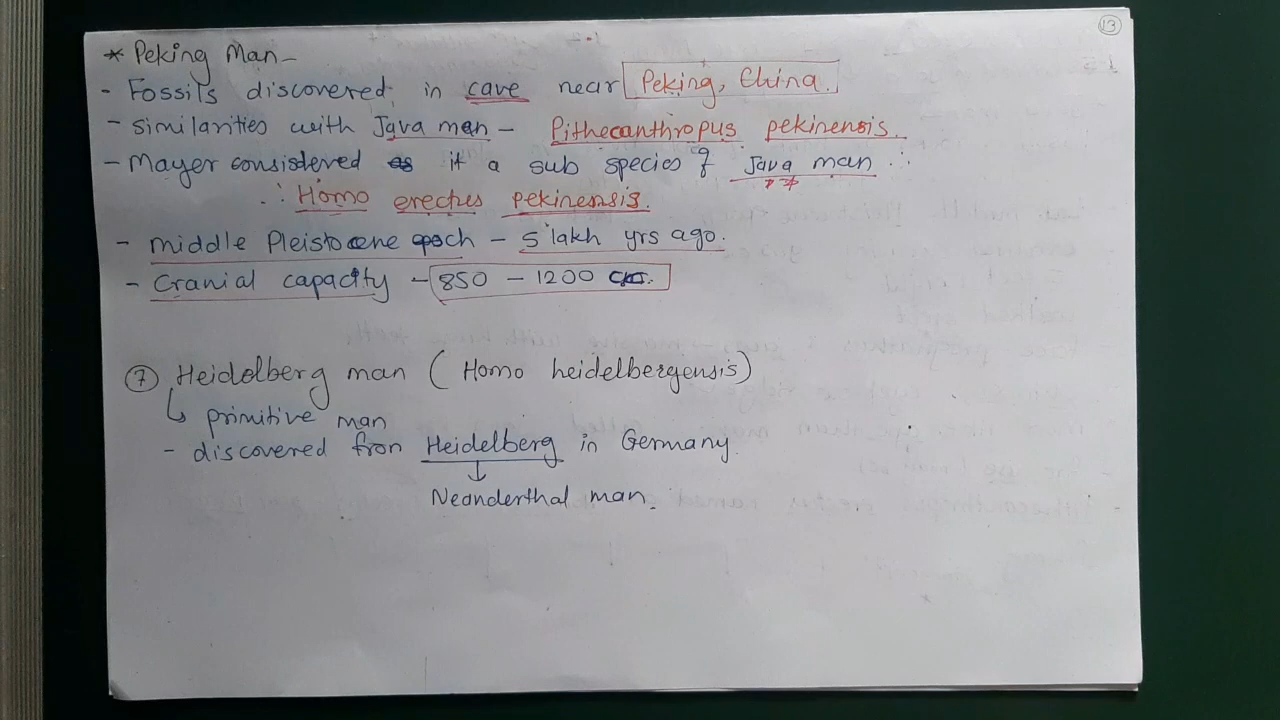 13
* Peking Man-
- Fossils discovered in cave near Peking, China.
- similarities with Java man - Pithecanthropus pekinensis.
- Mayer consisdered it a sub species of Java man ∴
∴ Homo erectus pekinensis.
- middle Pleistocene epoch - 5 lakh yrs ago.
- Cranial capacity - 850 - 1200
⑦ Heidelberg man ( Homo heidelbergensis)
↳ primitive man
- discovered from Heidelberg in Germany.
↓
Neanderthal man.